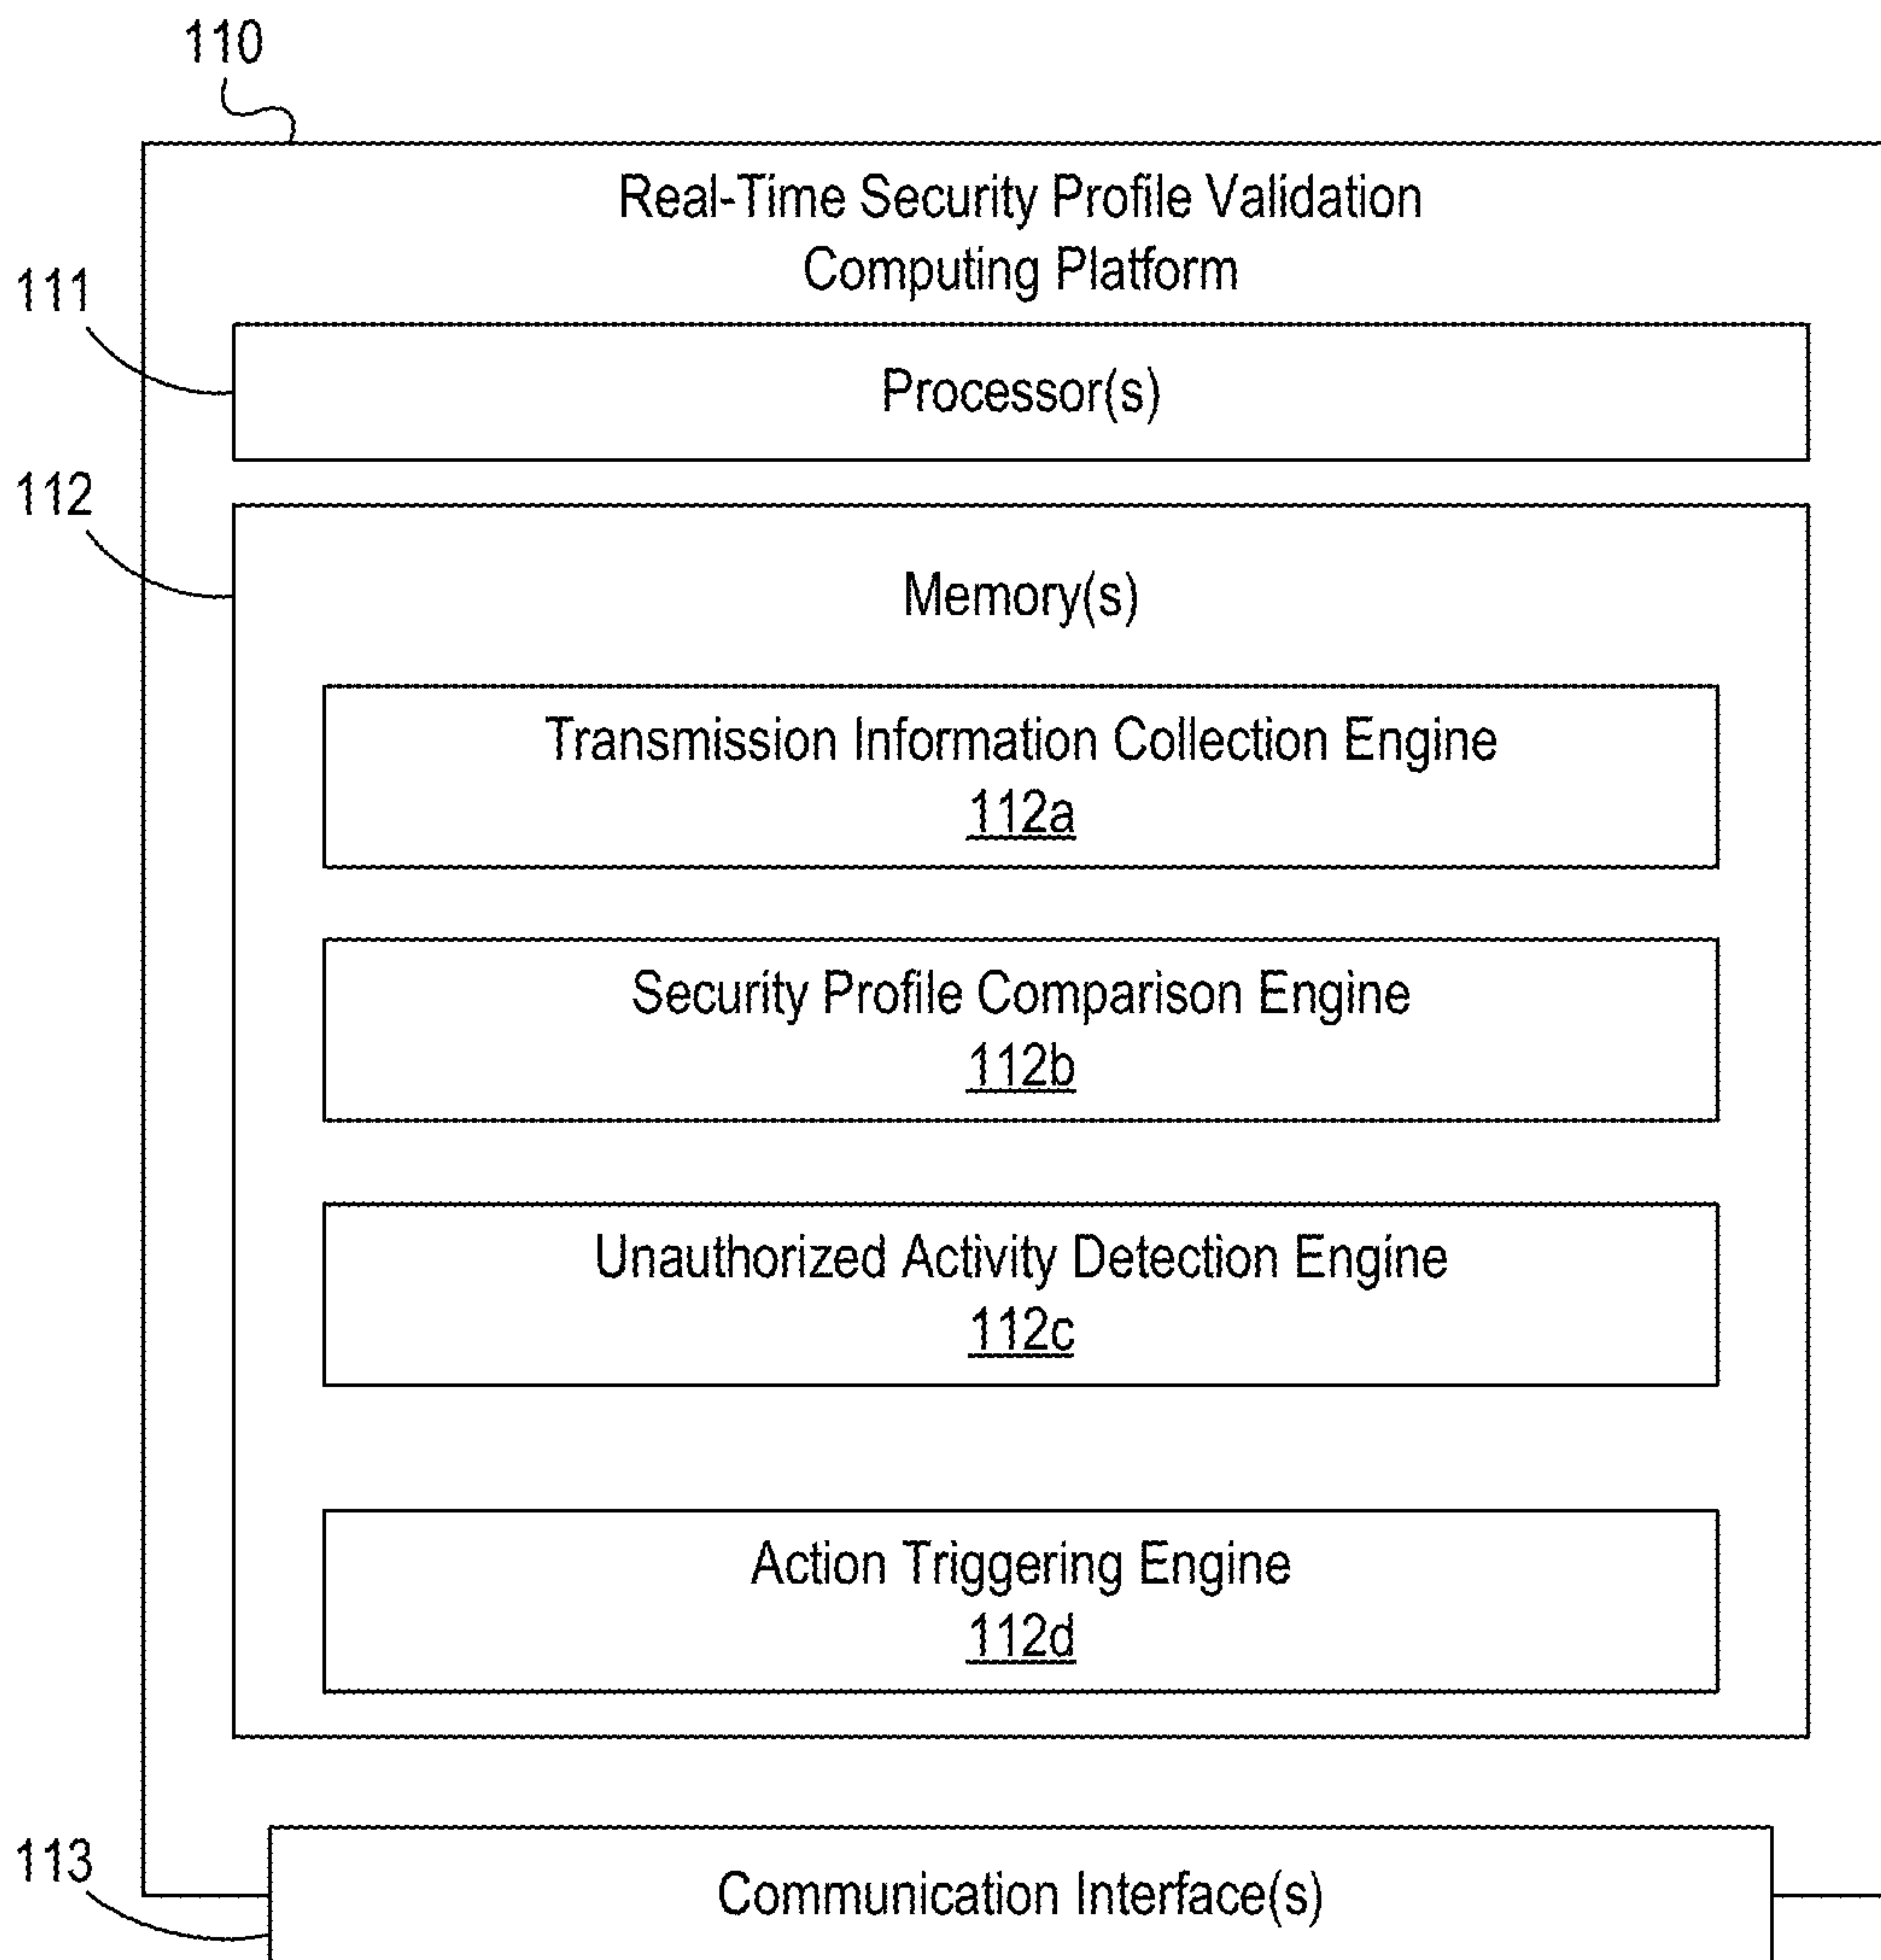 110
Real-Time Security Profile Validation
Computing Platform
111
Processor(s)
112
Memory(s)
Transmission Information Collection Engine
112a
Security Profile Comparison Engine
112b
Unauthorized Activity Detection Engine
112c
Action Triggering Engine
112d
113
Communication Interface(s)